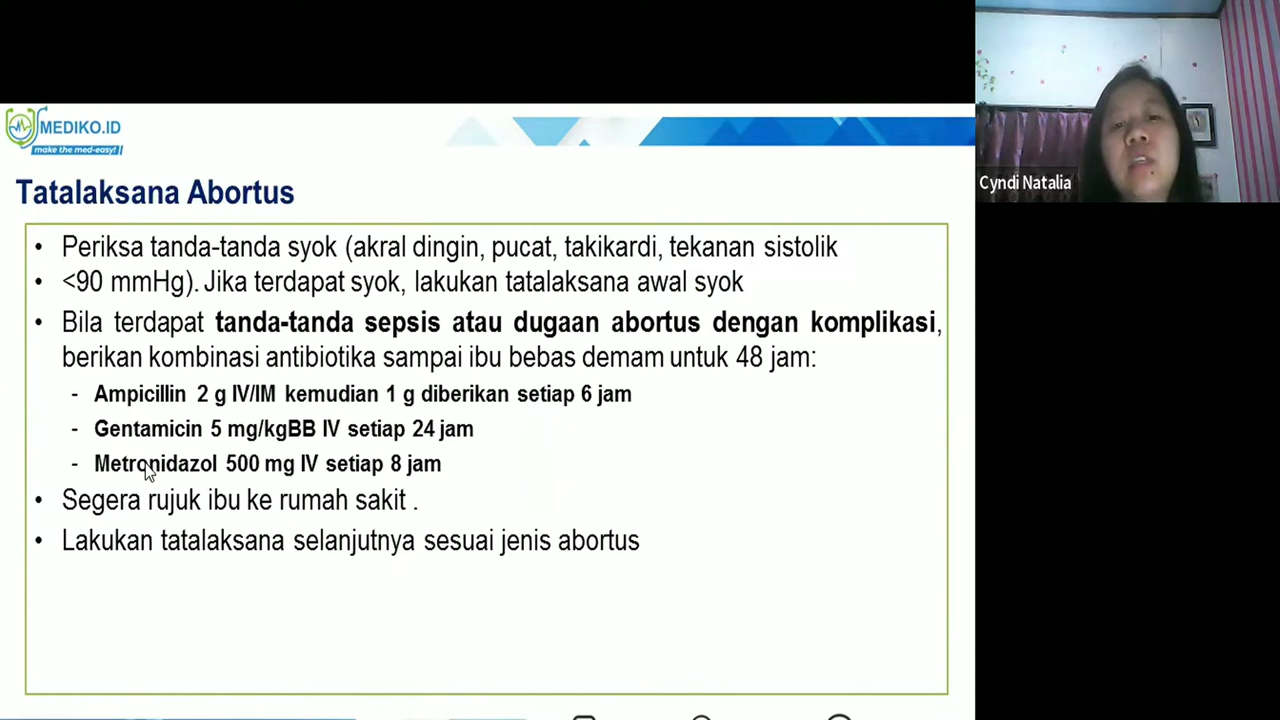 MEDIKO.ID
make the med-easy!
Tatalaksana Abortus
• Periksa tanda-tanda syok (akral dingin, pucat, takikardi, tekanan sistolik
• <90 mmHg). Jika terdapat syok, lakukan tatalaksana awal syok
• Bila terdapat tanda-tanda sepsis atau dugaan abortus dengan komplikasi,
berikan kombinasi antibiotika sampai ibu bebas demam untuk 48 jam:
- Ampicillin 2 g IV/IM kemudian 1 g diberikan setiap 6 jam
- Gentamicin 5 mg/kgBB IV setiap 24 jam
- Metronidazol 500 mg IV setiap 8 jam
• Segera rujuk ibu ke rumah sakit .
• Lakukan tatalaksana selanjutnya sesuai jenis abortus
Cyndi Natalia